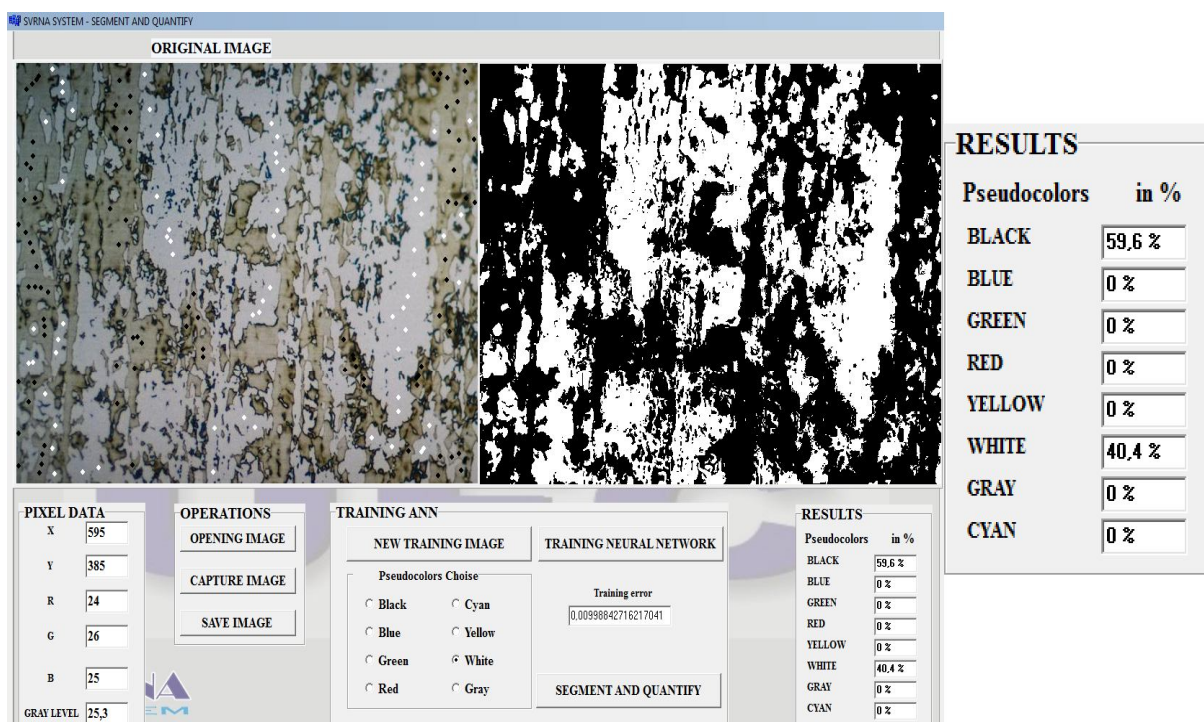 SVRNA SYSTEM - SEGMENT AND QUANTIFY
ORIGINAL IMAGE
RESULTS
Pseudocolors in %
BLACK 59,6 %
BLUE 0 %
GREEN 0 %
RED 0 %
YELLOW 0 %
WHITE 40,4 %
GRAY 0 %
CYAN 0 %
PIXEL DATA
X 595
Y 385
R 24
G 26
B 25
GRAY LEVEL 25,3
OPERATIONS
OPENING IMAGE
CAPTURE IMAGE
SAVE IMAGE
TRAINING ANN
NEW TRAINING IMAGE
TRAINING NEURAL NETWORK
Pseudocolors Choise
Black Cyan
Blue Yellow
Green White
Red Gray
Training error
0,00998842716217041
SEGMENT AND QUANTIFY
RESULTS
Pseudocolors in %
BLACK 59,6 %
BLUE 0 %
GREEN 0 %
RED 0 %
YELLOW 0 %
WHITE 40,4 %
GRAY 0 %
CYAN 0 %